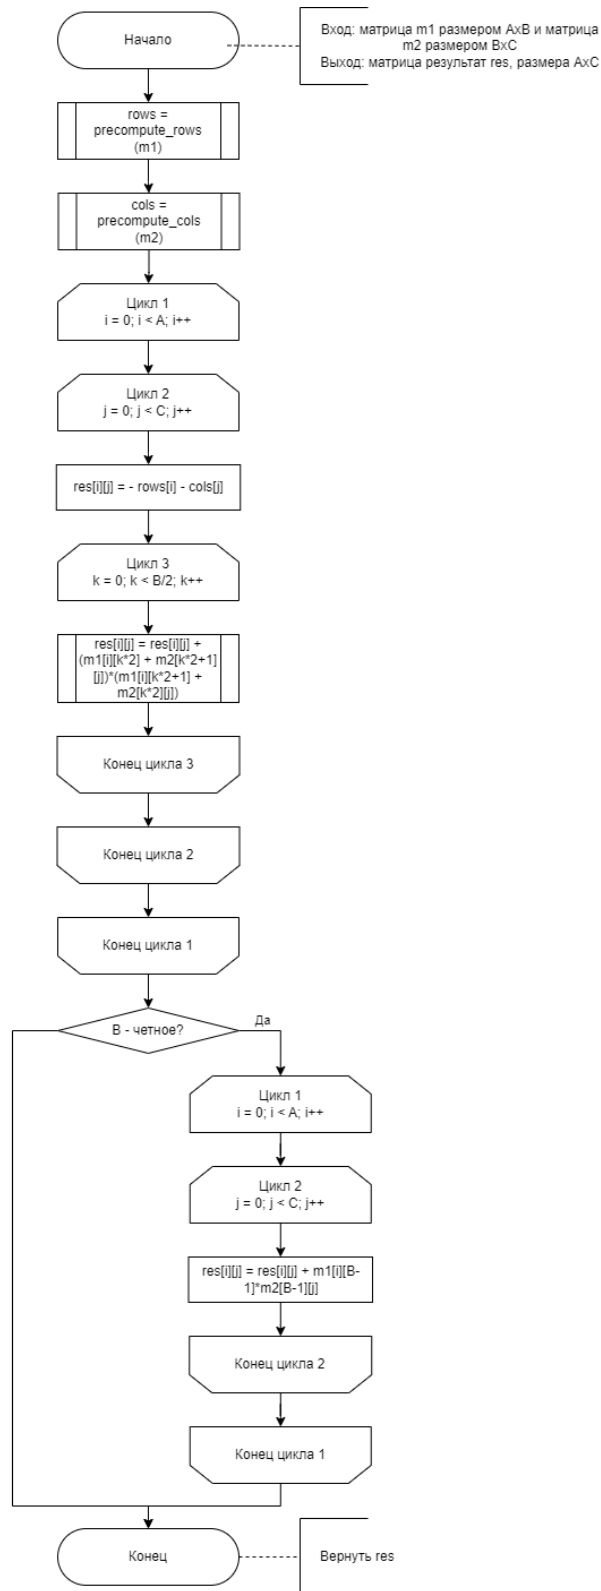 Начало
Вход: матрица m1 размером AxB и матрица
m2 размером BxC
Выход: матрица результат res, размера AxC
rows =
precompute_rows
(m1)
cols =
precompute_cols
(m2)
Цикл 1
i = 0; i < A; i++
Цикл 2
j = 0; j < C; j++
res[i][j] = - rows[i] - cols[j]
Цикл 3
k = 0; k < B/2; k++
res[i][j] = res[i][j] +
(m1[i][k*2] + m2[k*2+1]
[j])*(m1[i][k*2+1] +
m2[k*2][j])
Конец цикла 3
Конец цикла 2
Конец цикла 1
B - четное?
Да
Цикл 1
i = 0; i < A; i++
Цикл 2
j = 0; j < C; j++
res[i][j] = res[i][j] + m1[i][B-
1]*m2[B-1][j]
Конец цикла 2
Конец цикла 1
Конец
Вернуть res